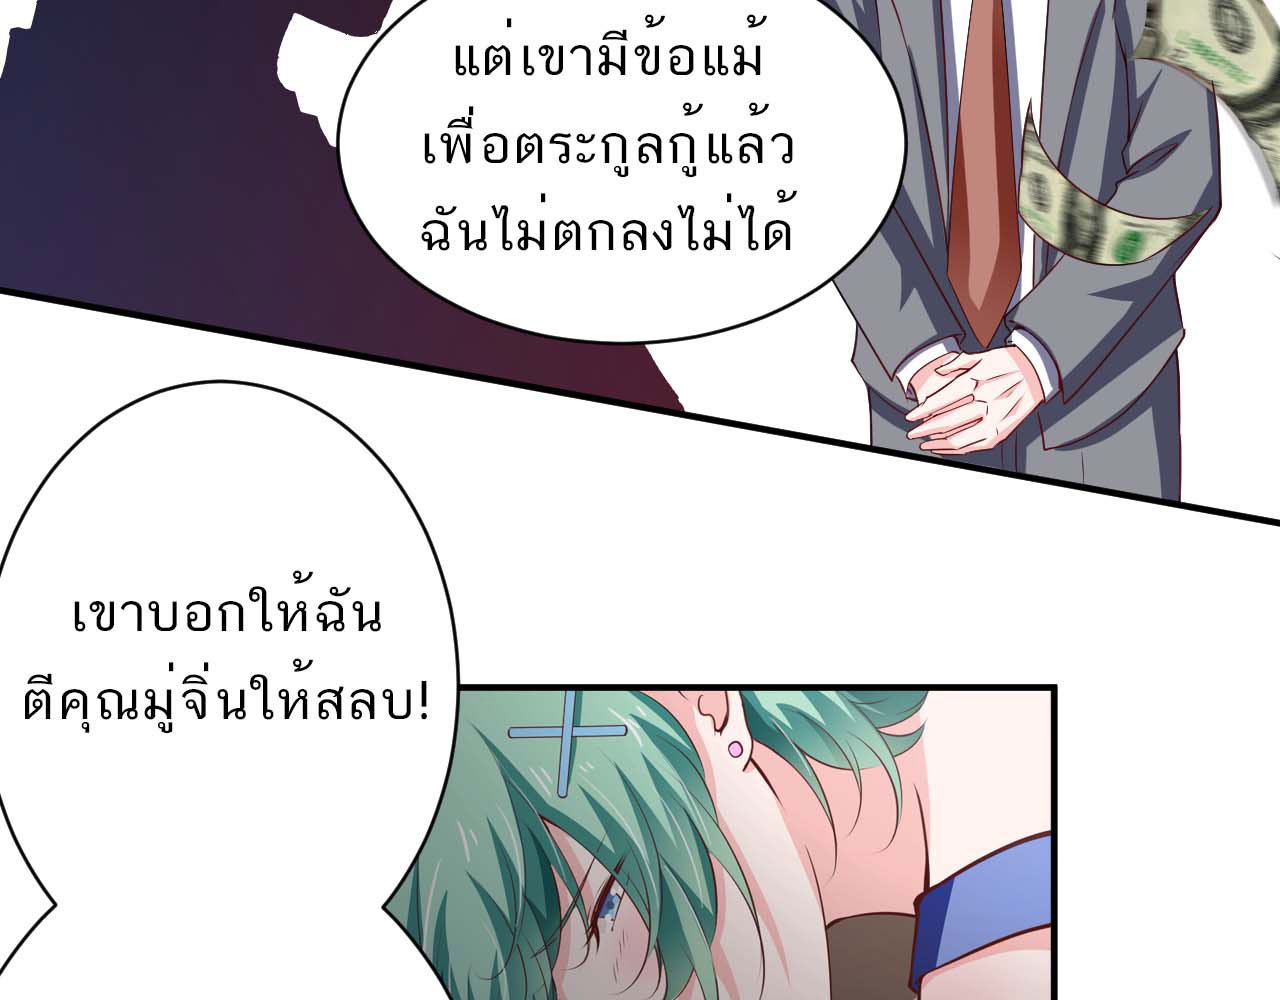 แต่เขามีข้อแม้
เพื่อตระกูลกู้แล้ว
ฉันไม่ตกลงไม่ได้
เขาบอกให้ฉัน
ตีคุณมู่จิ่นให้สลบ!